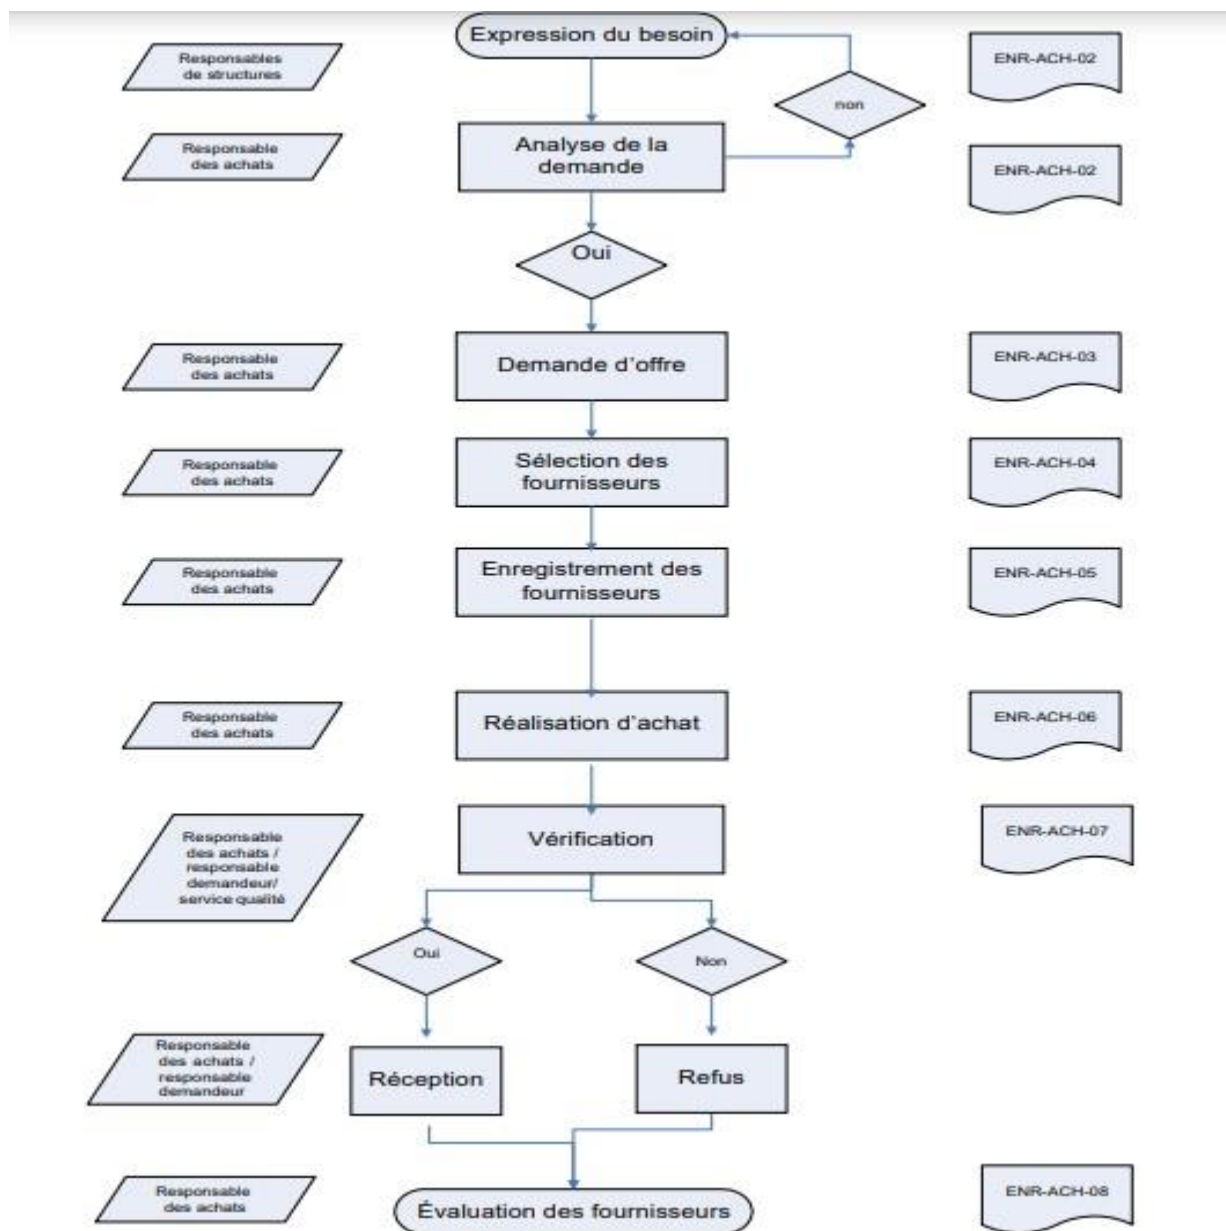 Expression du besoin
Responsables
de structures
ENR-ACH-02
non
Responsable
des achats
Analyse de la
demande
ENR-ACH-02
Oui
Responsable
des achats
Demande d’offre
ENR-ACH-03
Responsable
des achats
Sélection des
fournisseurs
ENR-ACH-04
Responsable
des achats
Enregistrement des
fournisseurs
ENR-ACH-05
Responsable
des achats
Réalisation d’achat
ENR-ACH-06
Responsable
des achats /
responsable
demandeur/
service qualité
Vérification
ENR-ACH-07
Oui
Non
Responsable
des achats /
responsable
demandeur
Réception
Refus
Responsable
des achats
Évaluation des fournisseurs
ENR-ACH-08